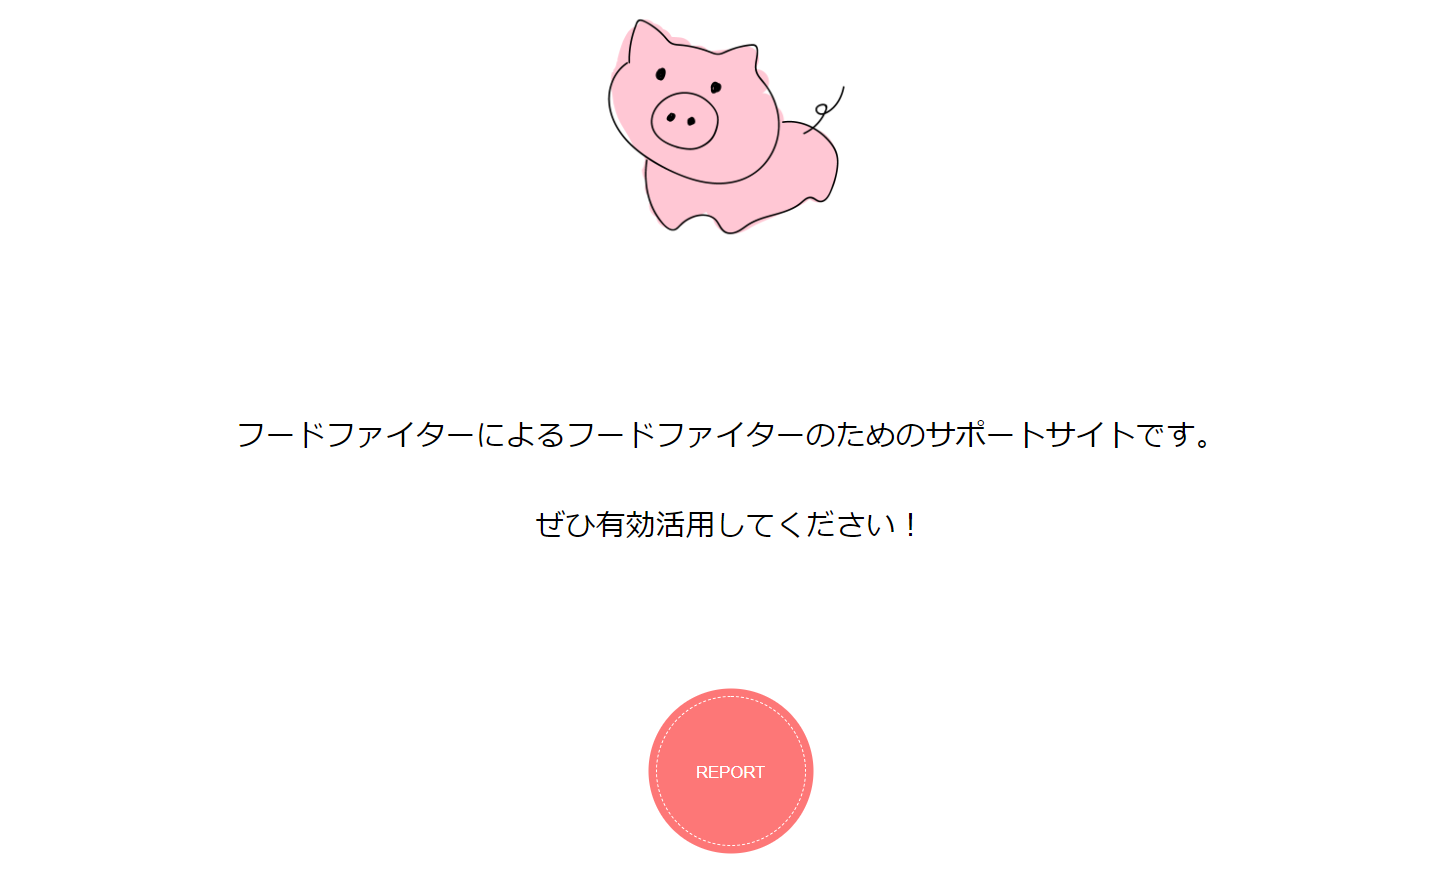 フードファイターによるフードファイターのためのサポートサイトです。
ぜひ有効活用してください！
REPORT